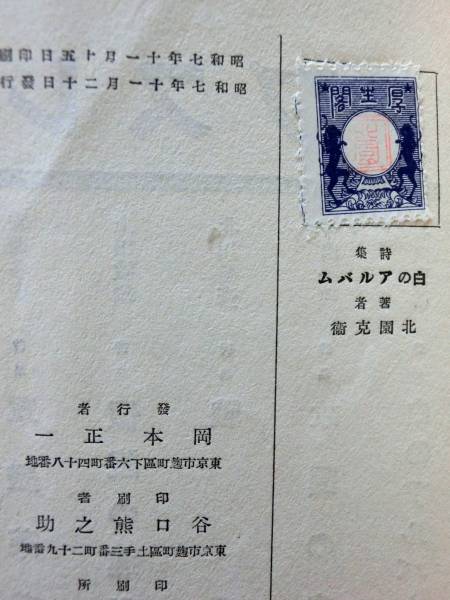 昭和七年十一月十五日印刷
昭和七年十一月二十日發行
厚生閣
詩集
白のアルバム
著者
北園克衞
發行者
岡本正一
東京市麴町區下六番町四十八番地
印刷者
谷口熊之助
東京市麴町區土手三番町二十九番地
印刷所